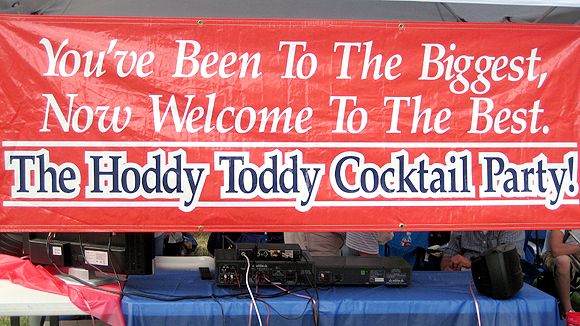 You've Been To The Biggest,
Now Welcome To The Best.
The Hoddy Toddy Cocktail Party!